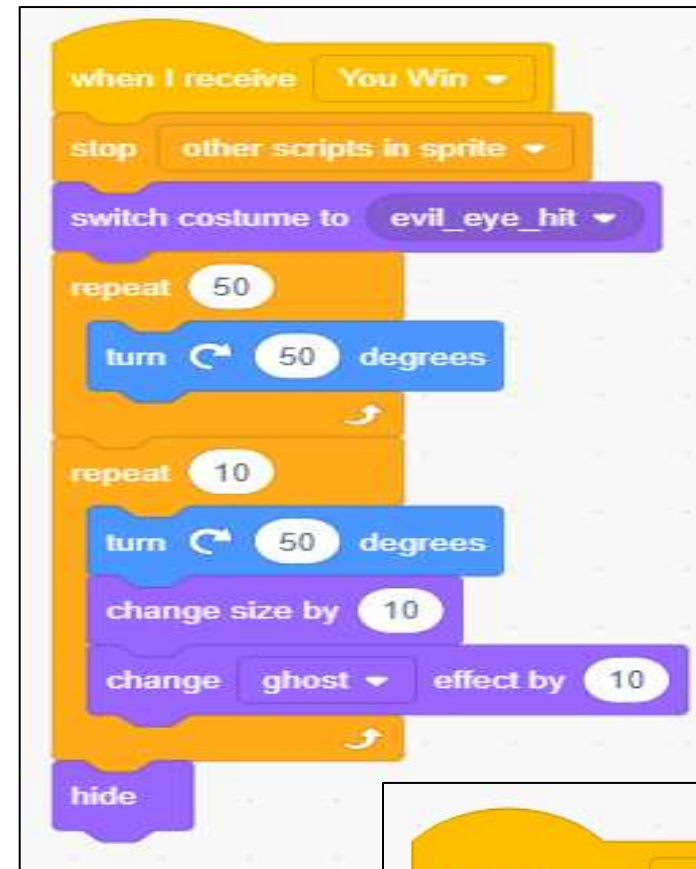 when I receive You Win
stop other scripts in sprite
switch costume to evil_eye_hit
repeat 50
turn 50 degrees
repeat 10
turn 50 degrees
change size by 10
change ghost effect by 10
hide